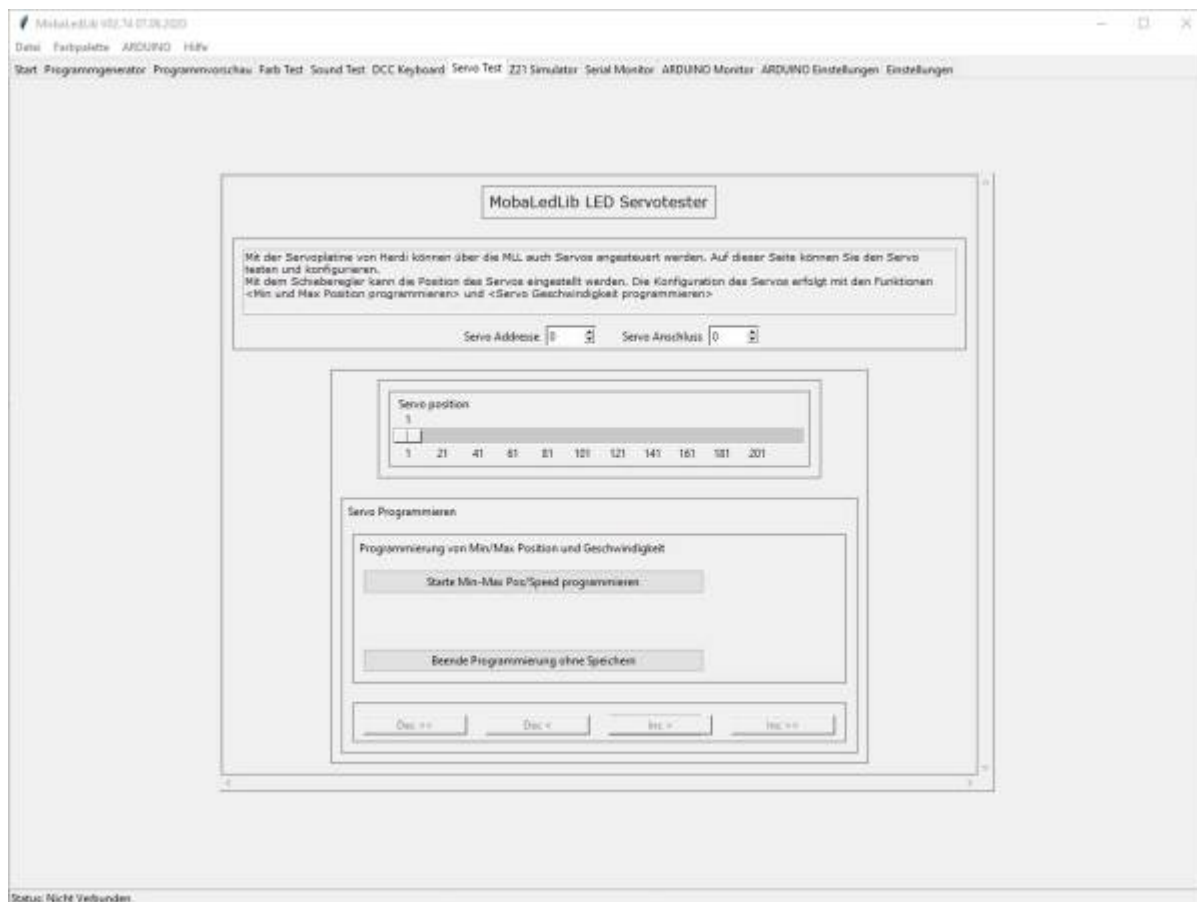 Datei Farbpalette ARDUINO Hilfe
Start Programmgenerator Programmvorschau Farb Test Sound Test DCC Keyboard Servo Test Z21 Simulator Serial Monitor ARDUINO Monitor ARDUINO Einstellungen Einstellungen
MobaLedLib LED Servotester
Mit der Servoplatine von Hardi können über die MLL auch Servos angesteuert werden. Auf dieser Seite können Sie den Servo
testen und konfigurieren.
Mit dem Schieberegler kann die Position des Servos eingestellt werden. Die Konfiguration des Servos erfolgt mit den Funktionen
<Min und Max Position programmieren> und <Servo Geschwindigkeit programmieren>
Servo Addresse 0 Servo Anschluss 0
Servo position
1
1 21 41 61 81 101 121 141 161 181 201
Servo Programmieren
Programmierung von Min/Max Position und Geschwindigkeit
Starte Min-Max Pos/Speed programmieren
Beende Programmierung ohne Speichern
Dec << Dec < Inc > Inc >>
Status: Nicht Verbunden